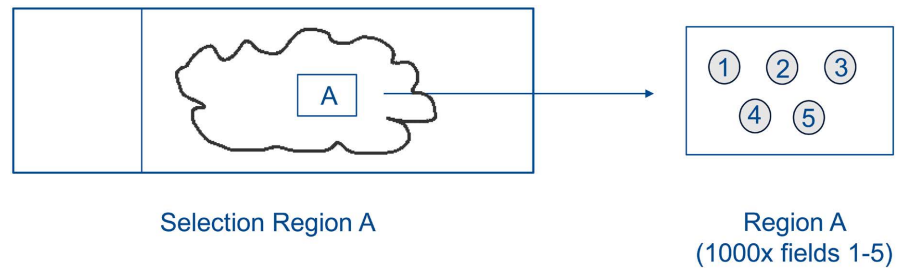 A
1 2 3
4 5
Selection Region A
Region A
(1000x fields 1-5)